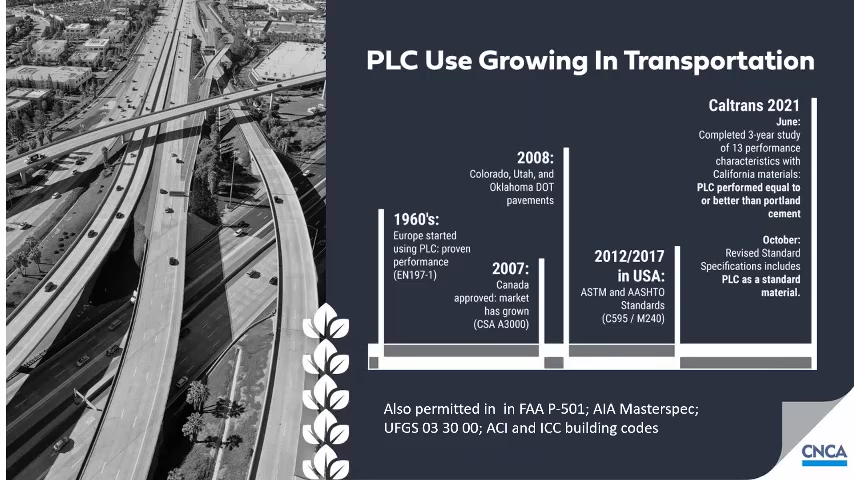 PLC Use Growing In Transportation
1960's:
Europe started
using PLC: proven
performance
(EN197-1)
2007:
Canada
approved: market
has grown
(CSA A3000)
2008:
Colorado, Utah, and
Oklahoma DOT
pavements
2012/2017
in USA:
ASTM and AASHTO
Standards
(C595 / M240)
Caltrans 2021
June:
Completed 3-year study
of 13 performance
characteristics with
California materials:
PLC performed equal to
or better than portland
cement
October:
Revised Standard
Specifications includes
PLC as a standard
material.
Also permitted in  in FAA P-501; AIA Masterspec;
UFGS 03 30 00; ACI and ICC building codes
CNCA